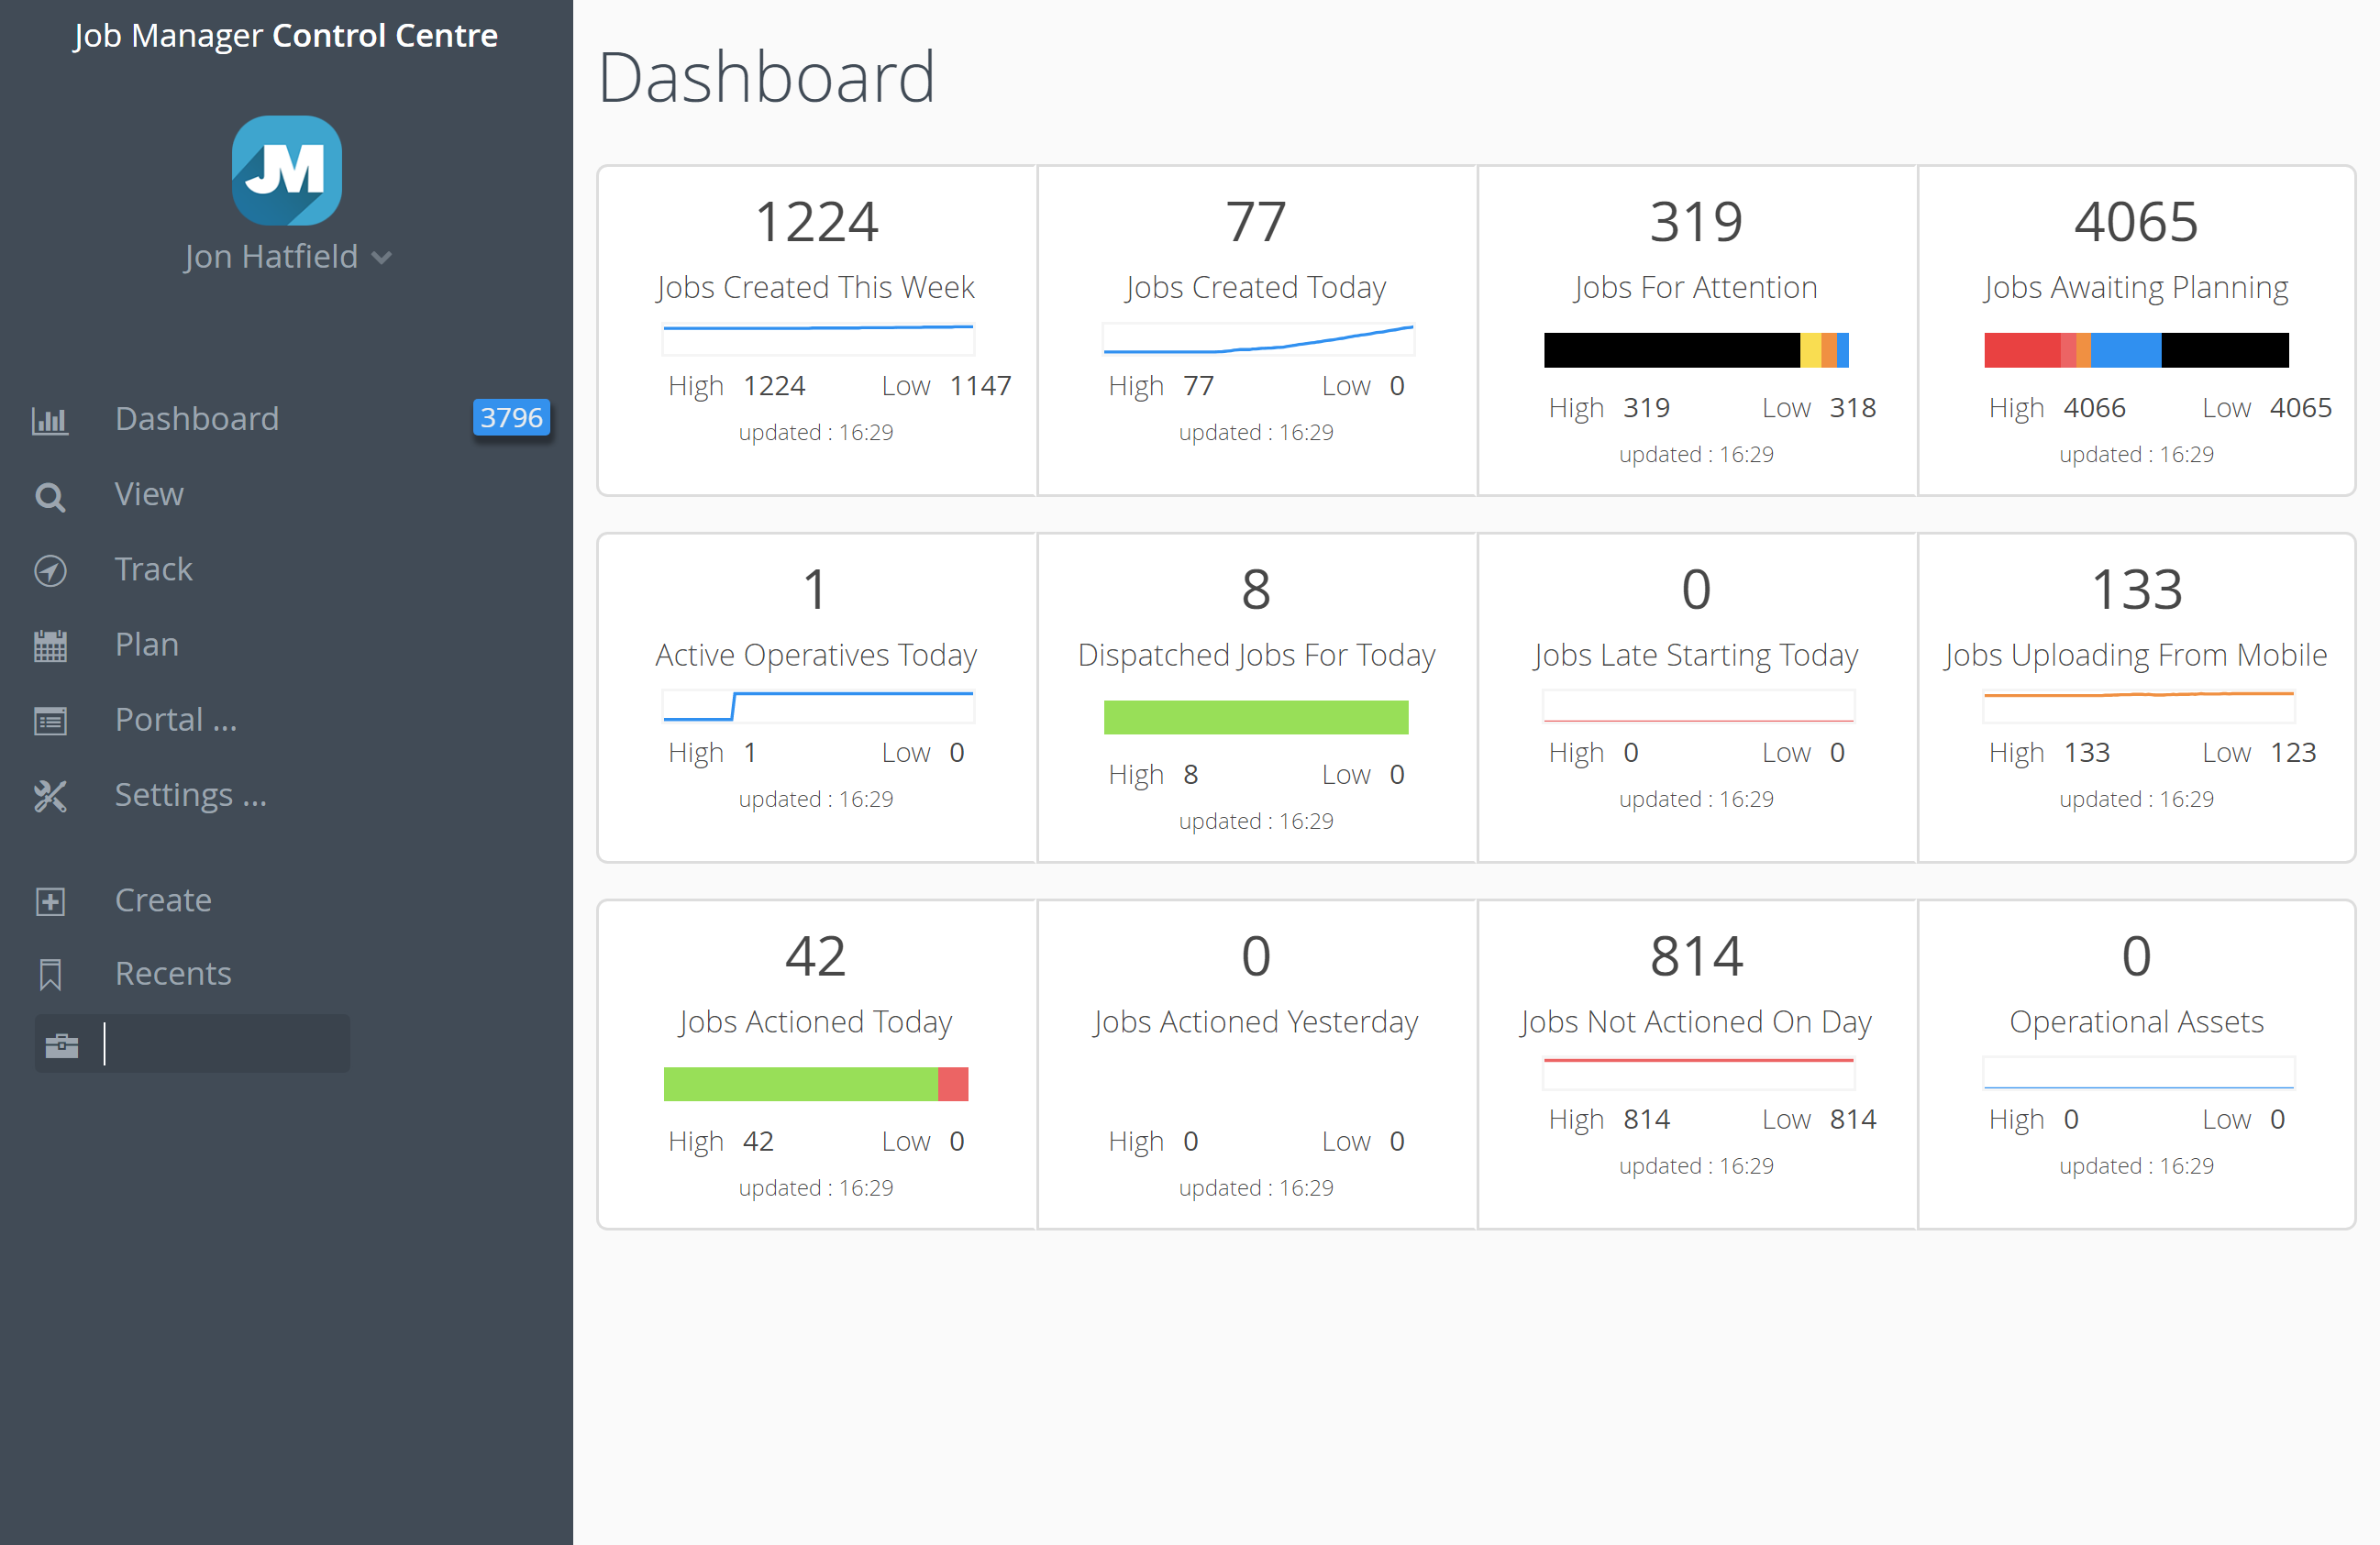 Job Manager Control Centre
JM
Jon Hatfield
Dashboard 3796
View
Track
Plan
Portal ...
Settings ...
Create
Recents
Dashboard
1224
Jobs Created This Week
High 1224 Low 1147
updated : 16:29
77
Jobs Created Today
High 77 Low 0
updated : 16:29
319
Jobs For Attention
High 319 Low 318
updated : 16:29
4065
Jobs Awaiting Planning
High 4066 Low 4065
updated : 16:29
1
Active Operatives Today
High 1 Low 0
updated : 16:29
8
Dispatched Jobs For Today
High 8 Low 0
updated : 16:29
0
Jobs Late Starting Today
High 0 Low 0
updated : 16:29
133
Jobs Uploading From Mobile
High 133 Low 123
updated : 16:29
42
Jobs Actioned Today
High 42 Low 0
updated : 16:29
0
Jobs Actioned Yesterday
High 0 Low 0
updated : 16:29
814
Jobs Not Actioned On Day
High 814 Low 814
updated : 16:29
0
Operational Assets
High 0 Low 0
updated : 16:29